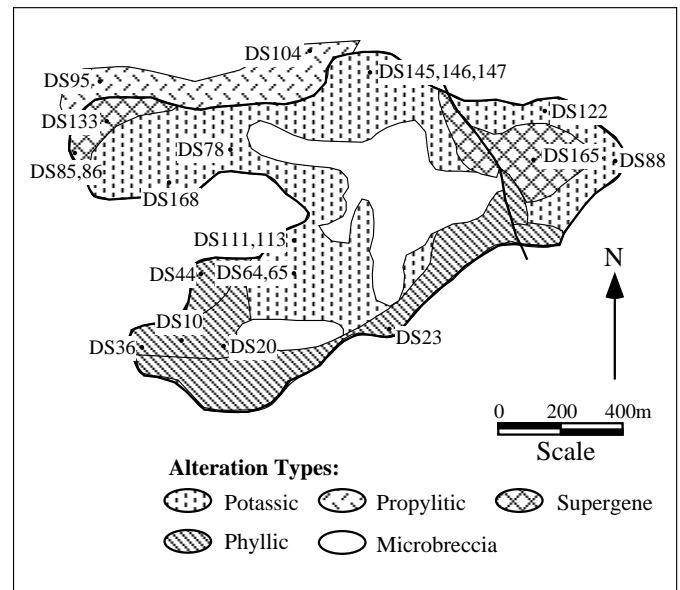 DS104
DS95
DS145,146,147
DS133
DS122
DS78
DS165
DS88
DS85,86
DS168
DS111,113
N
DS44
DS64,65
DS10
DS36
DS20
DS23
0 200 400m
Scale
Alteration Types:
Potassic Propylitic Supergene
Phyllic Microbreccia